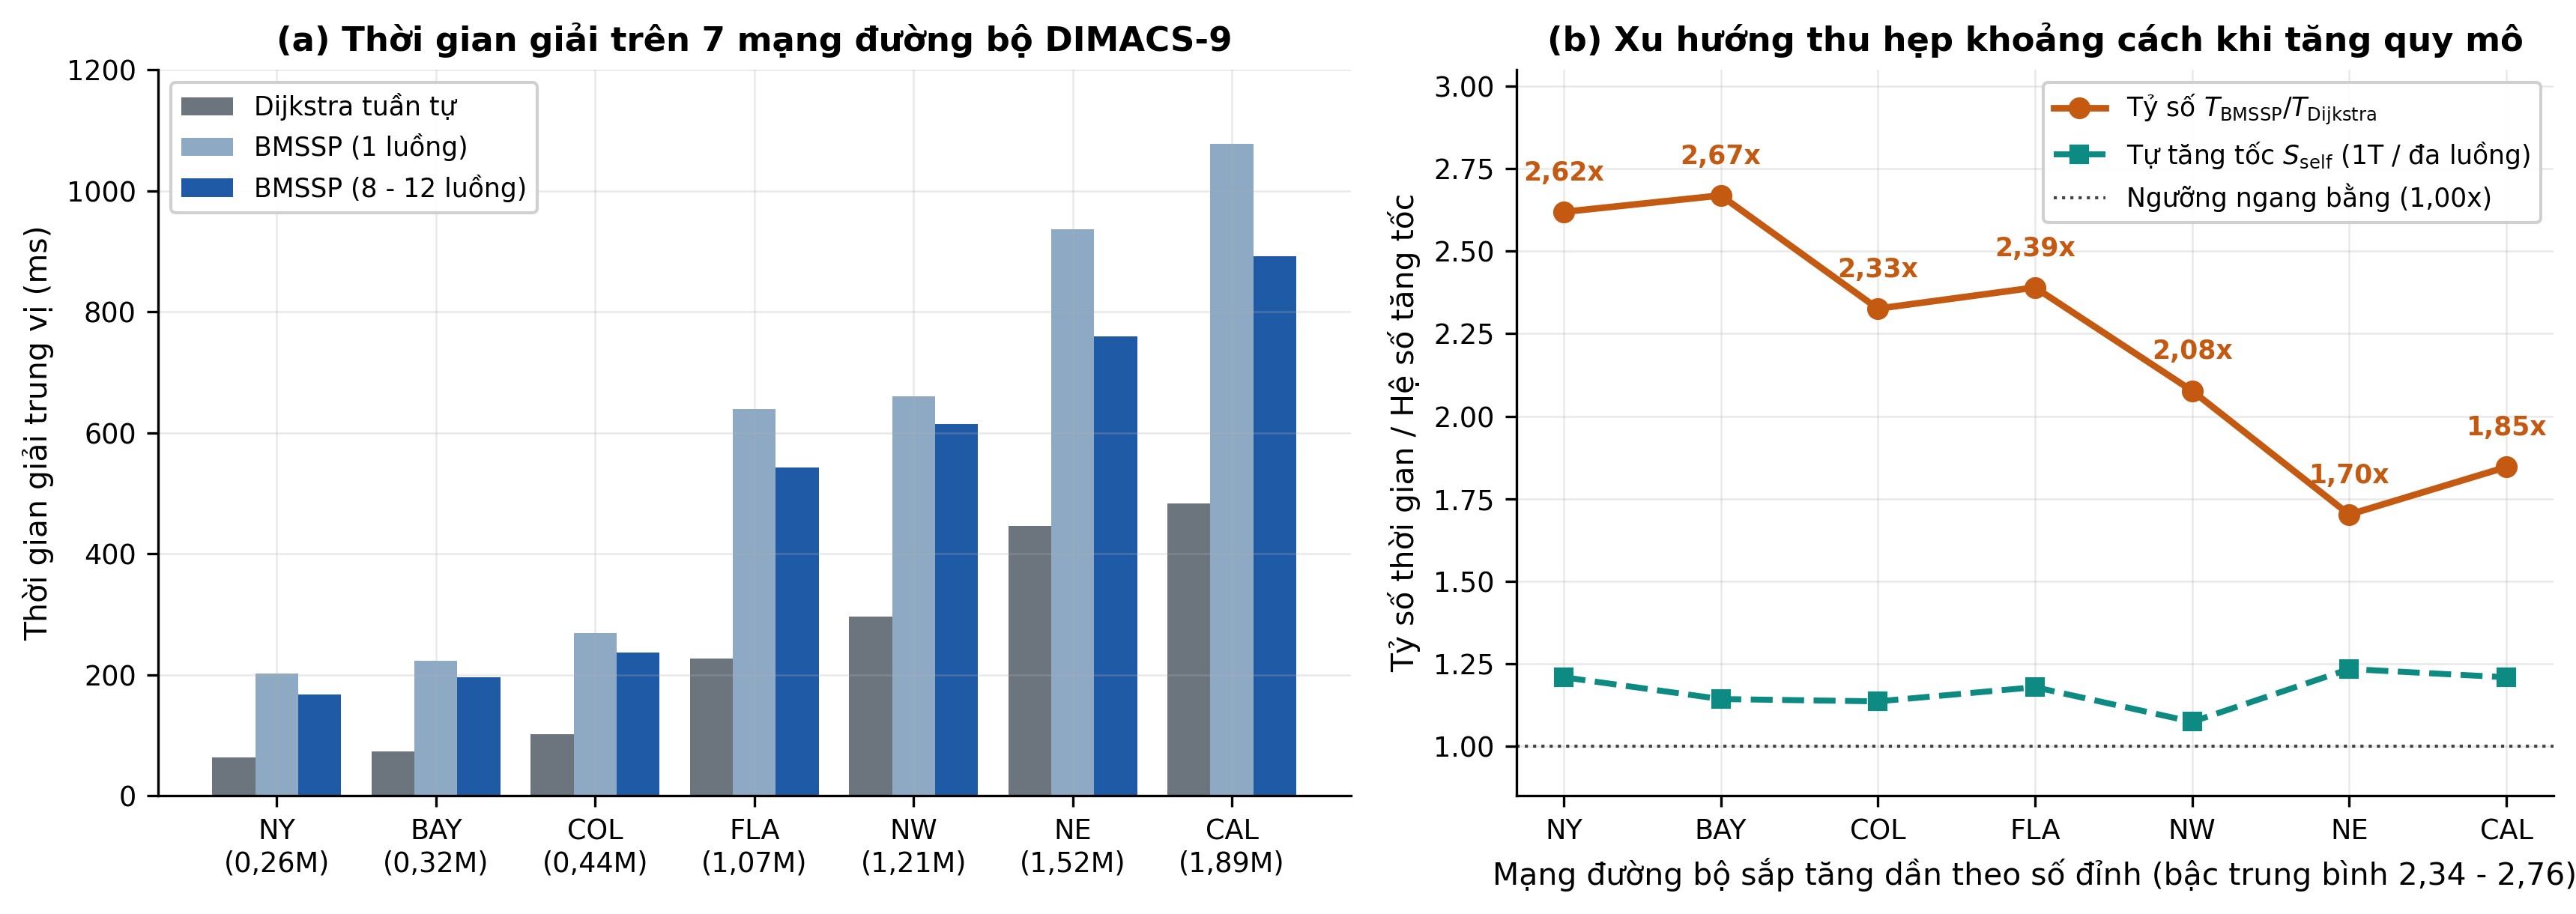 (a) Thời gian giải trên 7 mạng đường bộ DIMACS-9
Thời gian giải trung vị (ms)
1200
1000
800
600
400
200
0
Dijkstra tuần tự
BMSSP (1 luồng)
BMSSP (8 - 12 luồng)
NY
(0,26M)
BAY
(0,32M)
COL
(0,44M)
FLA
(1,07M)
NW
(1,21M)
NE
(1,52M)
CAL
(1,89M)
(b) Xu hướng thu hẹp khoảng cách khi tăng quy mô
Tỷ số thời gian / Hệ số tăng tốc
3.00
2.75
2.50
2.25
2.00
1.75
1.50
1.25
1.00
Tỷ số T_BMSSP/T_Dijkstra
Tự tăng tốc S_self (1T / đa luồng)
Ngưỡng ngang bằng (1,00x)
2,62x
2,67x
2,33x
2,39x
2,08x
1,70x
1,85x
NY
BAY
COL
FLA
NW
NE
CAL
Mạng đường bộ sắp tăng dần theo số đỉnh (bậc trung bình 2,34 - 2,76)